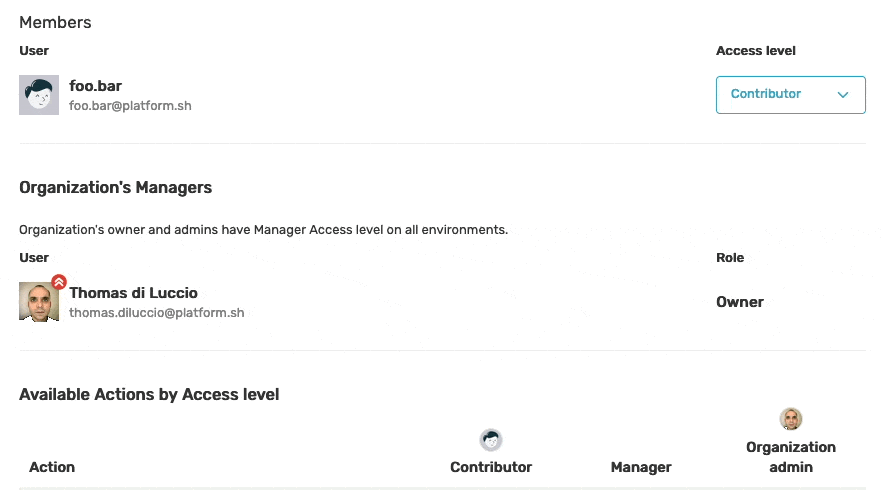 Members
User
Access level
foo.bar
foo.bar@platform.sh
Contributor
Organization's Managers
Organization's owner and admins have Manager Access level on all environments.
User
Role
Thomas di Luccio
thomas.diluccio@platform.sh
Owner
Available Actions by Access level
Action
Contributor
Manager
Organization
admin